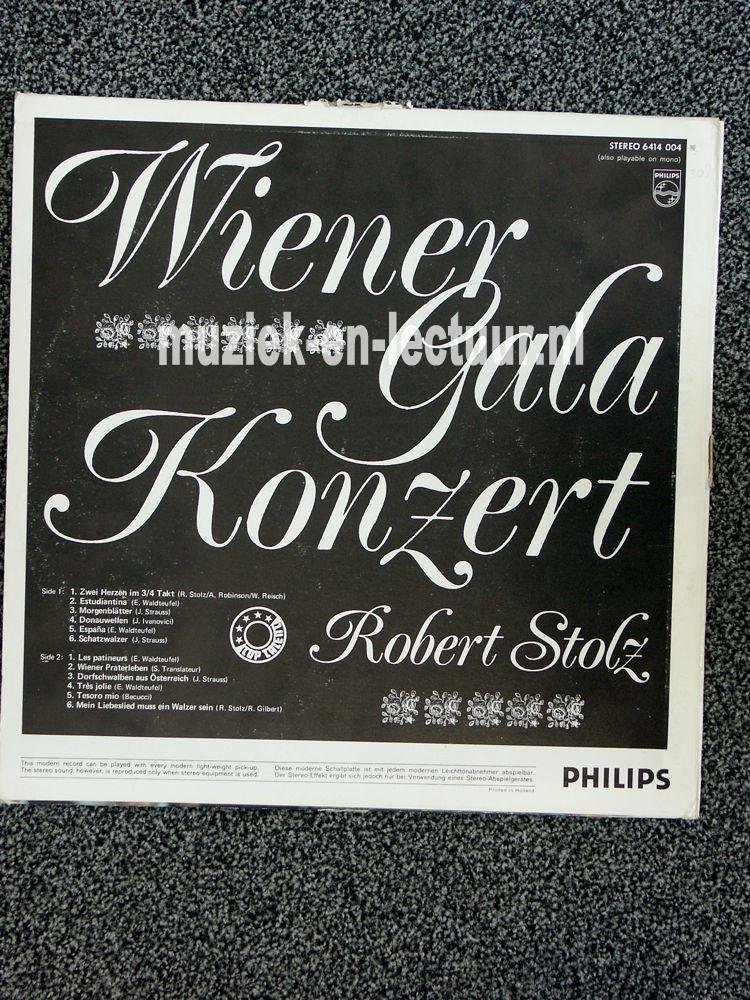 STEREO 6414 004
(also playable on mono)
PHILIPS
Wiener
muziek-en-lectuur.nl
Gala
Konzert
Side 1: 1. Zwei Herzen im 3/4 Takt (R. Stolz/A. Robinson/W. Reisch)
2. Estudiantina (E. Waldteufel)
3. Morgenblätter (J. Strauss)
4. Donauwellen (J. Ivanovici)
5. España (E. Waldteufel)
6. Schatzwalzer (J. Strauss)
Side 2: 1. Les patineurs (E. Waldteufel)
2. Wiener Praterleben (S. Translateur)
3. Dorfschwalben aus Österreich (J. Strauss)
4. Très jolie (E. Waldteufel)
5. Tesoro mio (Becucci)
6. Mein Liebeslied muss ein Walzer sein (R. Stolz/R. Gilbert)
Robert Stolz
This modern record can be played with every modern light-weight pick-up.
The stereo sound, however, is reproduced only when stereo equipment is used.
Diese moderne Schallplatte ist mit jedem modernen Leichttonabnehmer abspielbar.
Der Stereo-Effekt ergibt sich jedoch nur bei Verwendung eines Stereo-Abspielgerätes.
Printed in Holland
PHILIPS